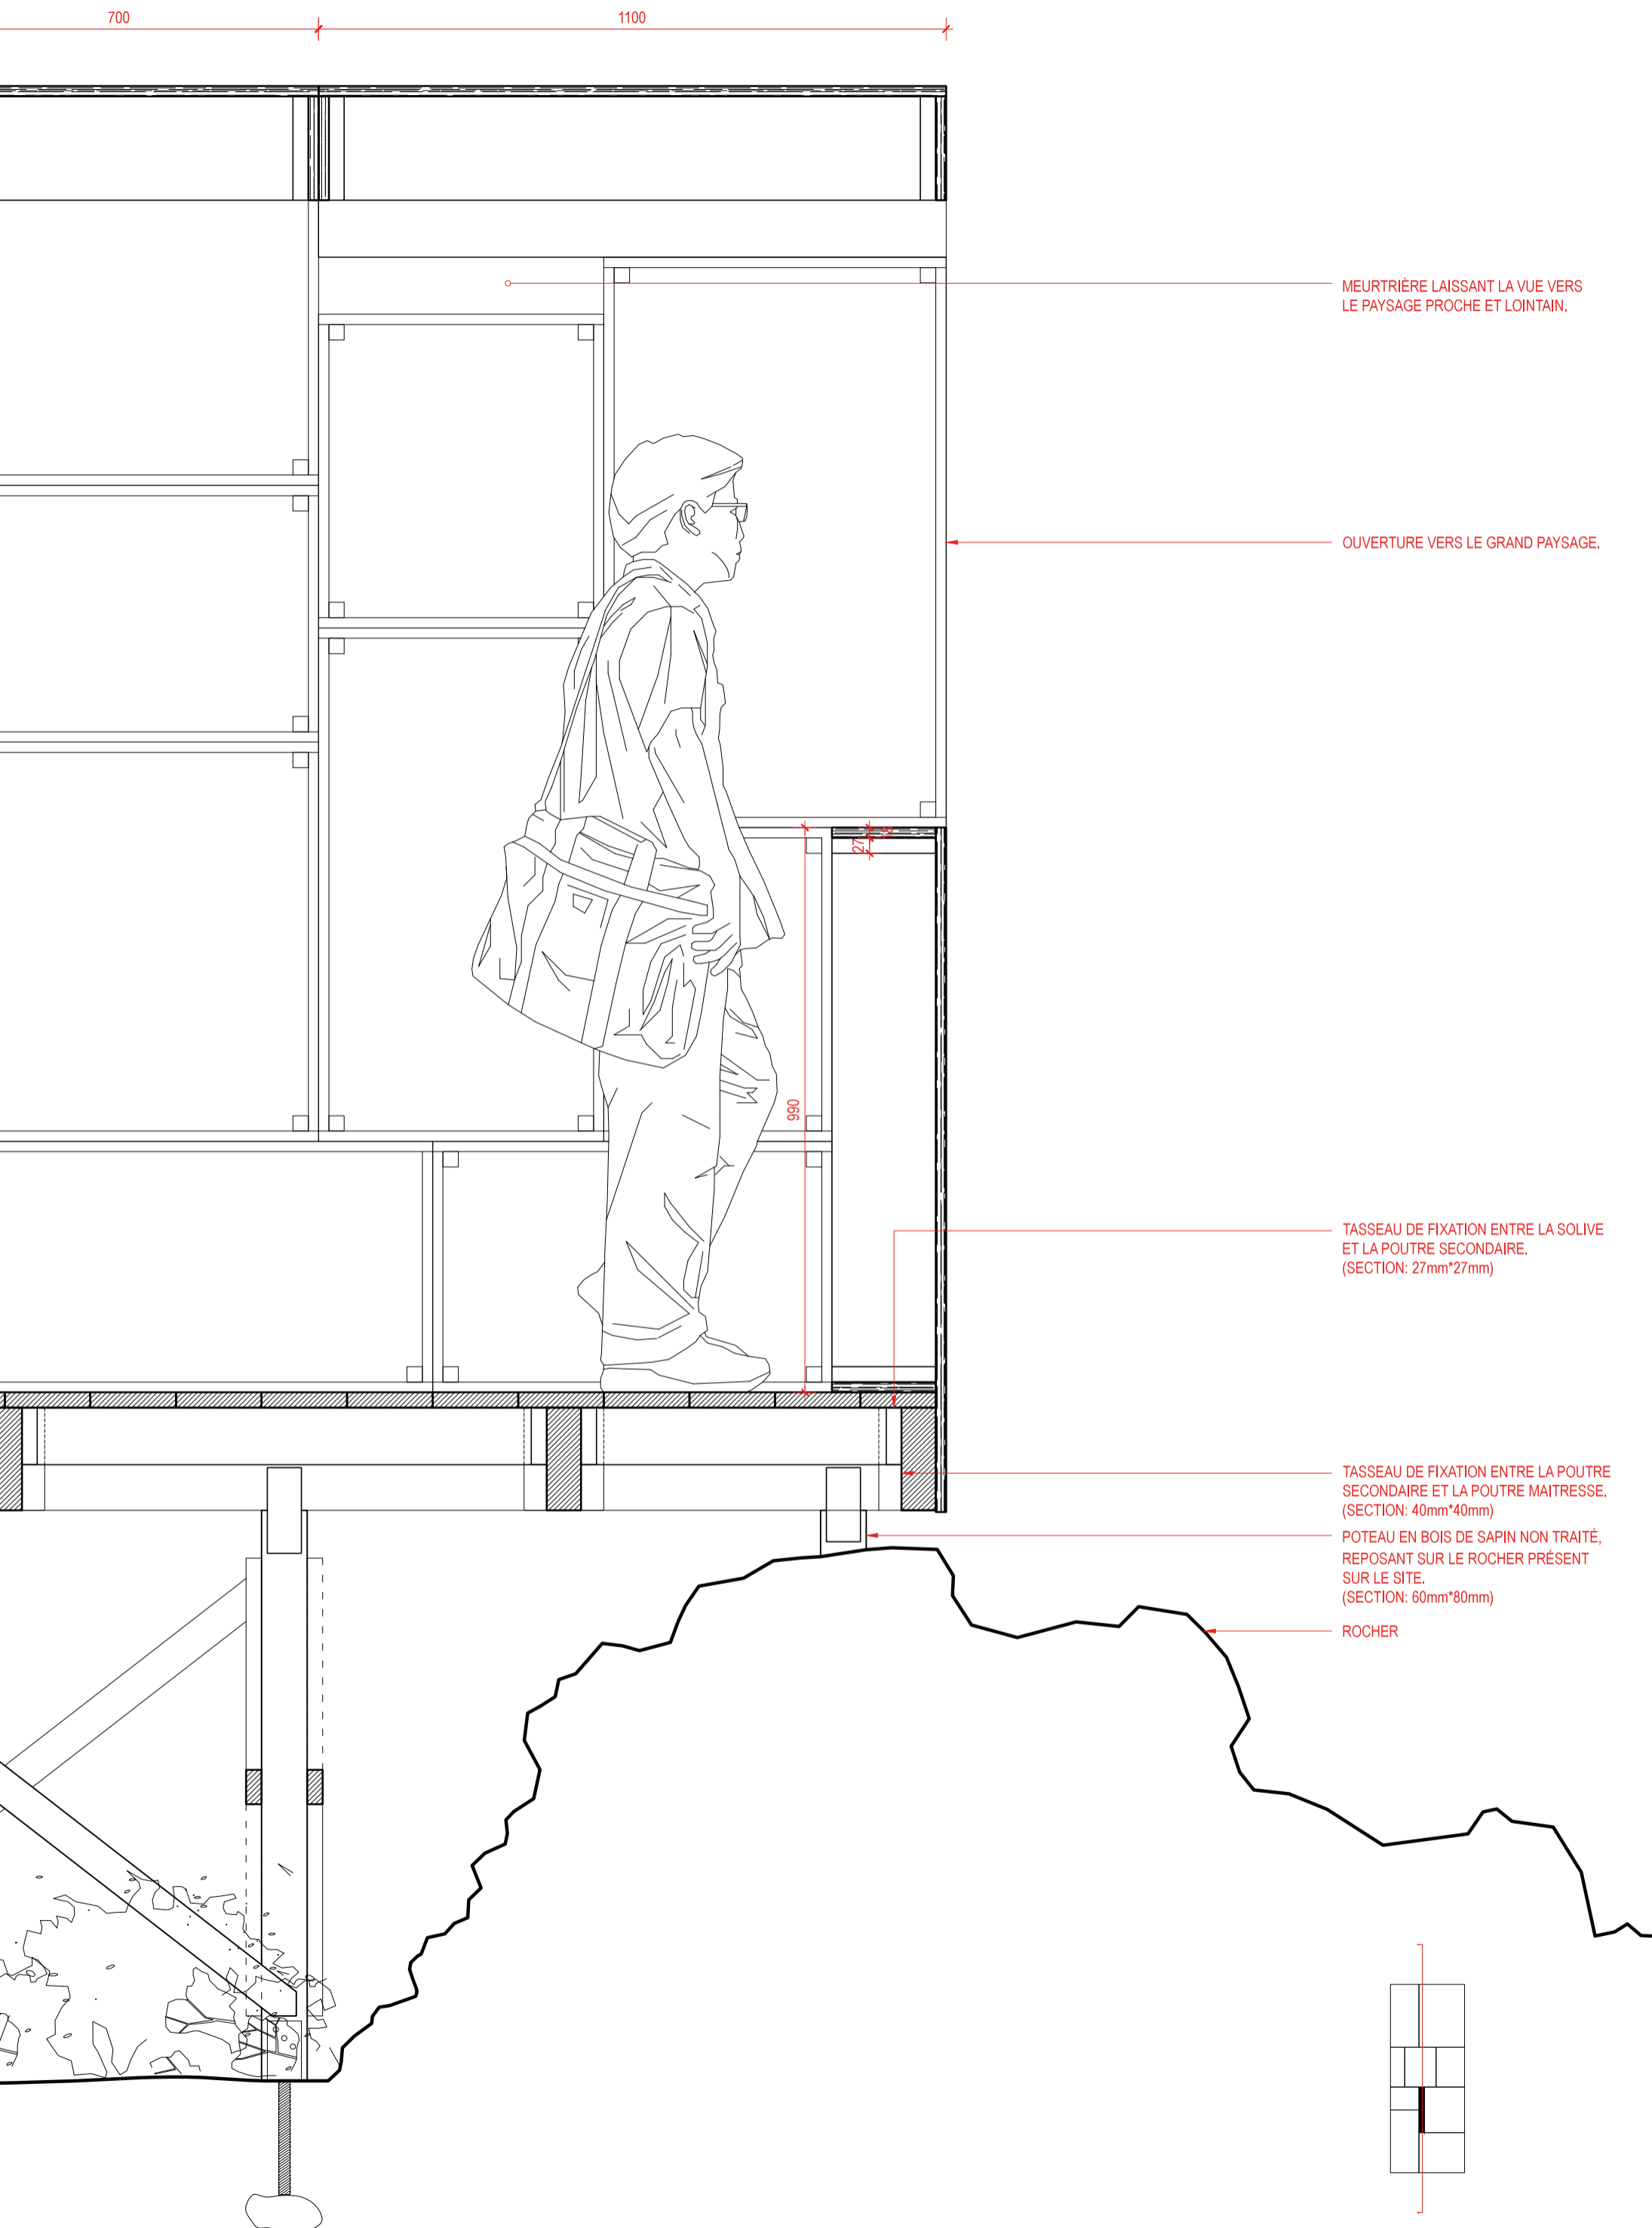 700
1100
MEURTRIÈRE LAISSANT LA VUE VERS
LE PAYSAGE PROCHE ET LOINTAIN.
OUVERTURE VERS LE GRAND PAYSAGE.
27
990
TASSEAU DE FIXATION ENTRE LA SOLIVE
ET LA POUTRE SECONDAIRE.
(SECTION: 27mm*27mm)
TASSEAU DE FIXATION ENTRE LA POUTRE
SECONDAIRE ET LA POUTRE MAITRESSE.
(SECTION: 40mm*40mm)
POTEAU EN BOIS DE SAPIN NON TRAITÉ,
REPOSANT SUR LE ROCHER PRÉSENT
SUR LE SITE.
(SECTION: 60mm*80mm)
ROCHER